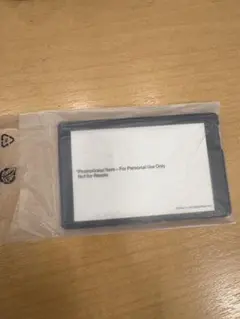 Promotional Item - For Personal Use Only
Not for Resale